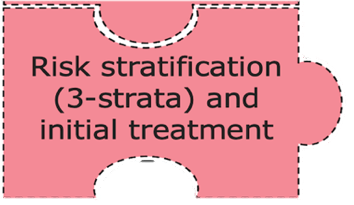 Risk stratification
(3-strata) and
initial treatment